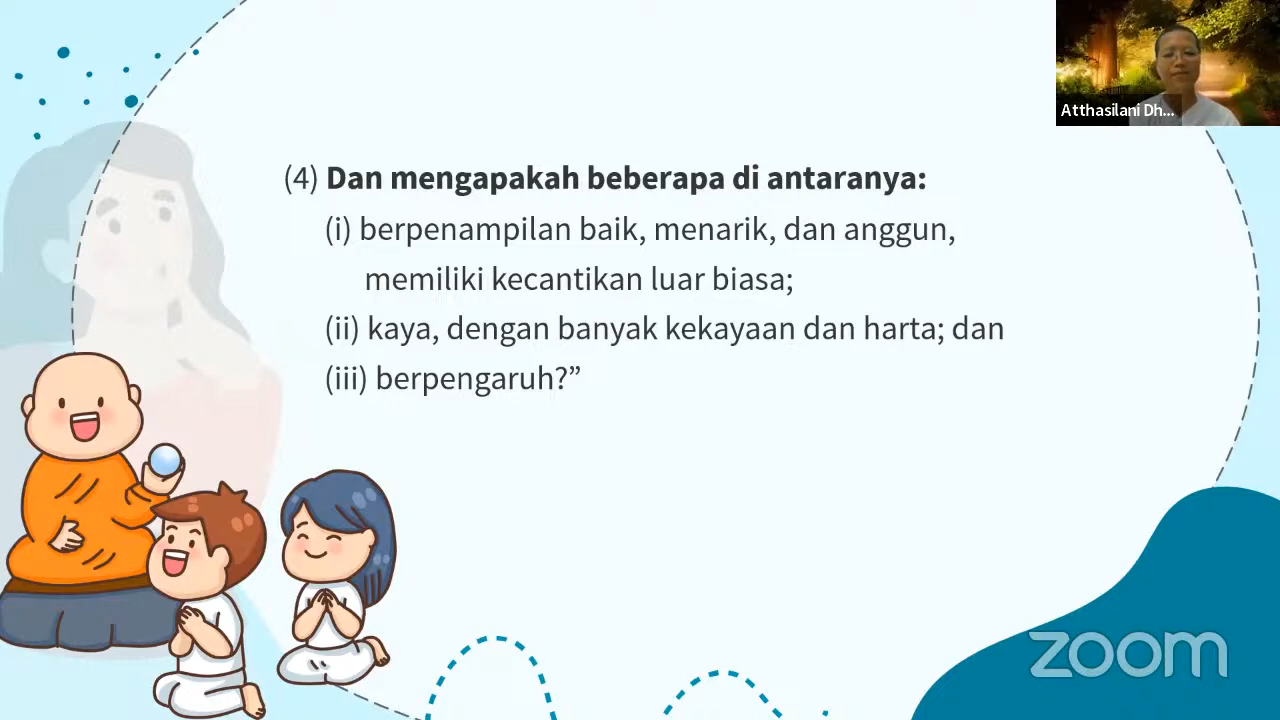 Atthasilani Dh...
(4) Dan mengapakah beberapa di antaranya:
(i) berpenampilan baik, menarik, dan anggun,
memiliki kecantikan luar biasa;
(ii) kaya, dengan banyak kekayaan dan harta; dan
(iii) berpengaruh?”
zoom